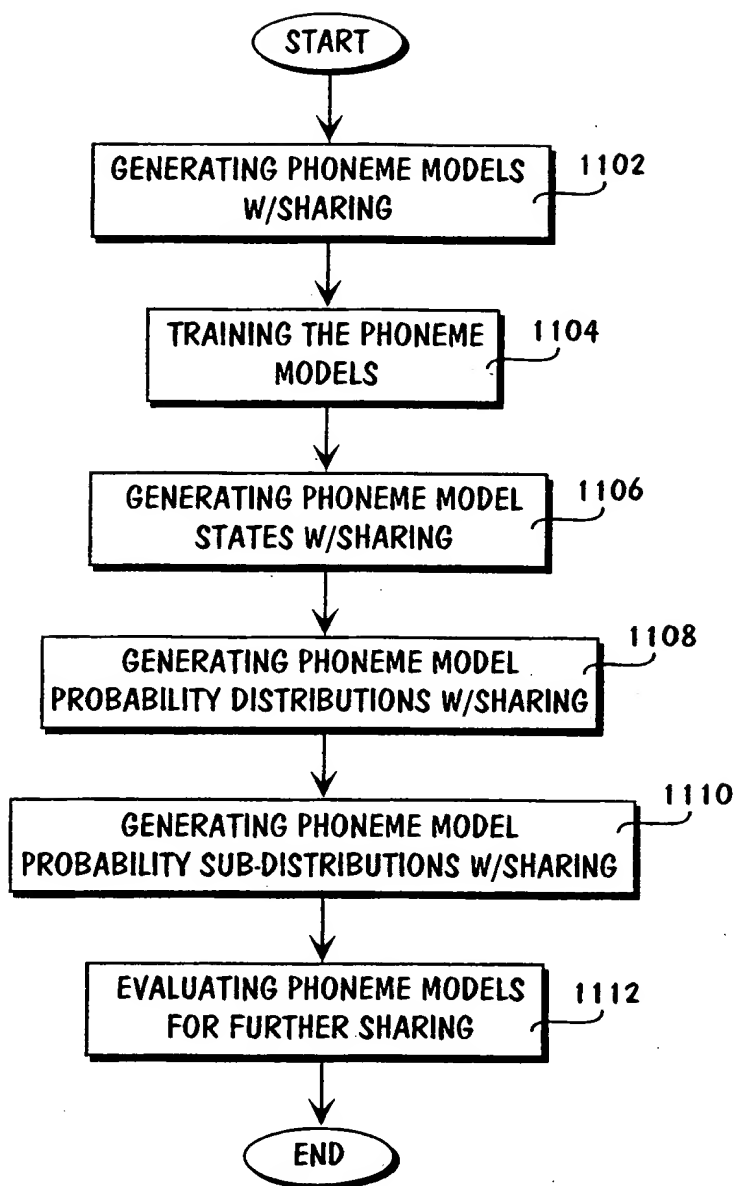 START
GENERATING PHONEME MODELS
W/SHARING
1102
TRAINING THE PHONEME
MODELS
1104
GENERATING PHONEME MODEL
STATES W/SHARING
1106
GENERATING PHONEME MODEL
PROBABILITY DISTRIBUTIONS W/SHARING
1108
GENERATING PHONEME MODEL
PROBABILITY SUB-DISTRIBUTIONS W/SHARING
1110
EVALUATING PHONEME MODELS
FOR FURTHER SHARING
1112
END